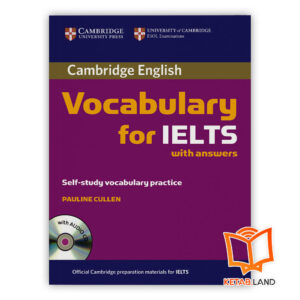 CAMBRIDGE UNIVERSITY PRESS
UNIVERSITY of CAMBRIDGE ESOL Examinations
Cambridge English
Vocabulary
for IELTS
with answers
Self-study vocabulary practice
PAULINE CULLEN
WITH AUDIO CD
Official Cambridge preparation materials for IELTS
KETABLAND